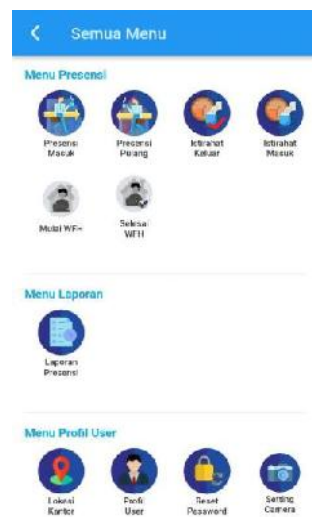 Semua Menu
Menu Presensi
Presensi Masuk
Presensi Pulang
Istirahat Keluar
Istirahat Masuk
Mulai WFH
Selesai WFH
Menu Laporan
Laporan Presensi
Menu Profil User
Lokasi Kantor
Profil User
Reset Password
Setting Camera